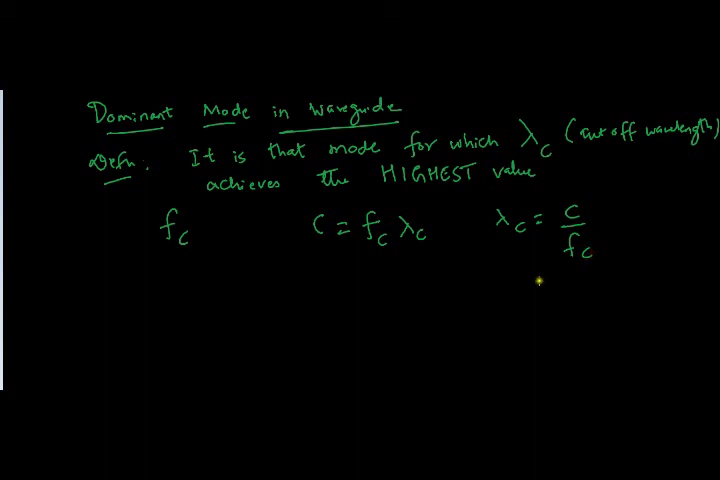 Dominant Mode in Waveguide
Defn: It is that mode for which λc (cut off wavelength)
achieves the HIGHEST value
fc C = fc λc λc = c/fc